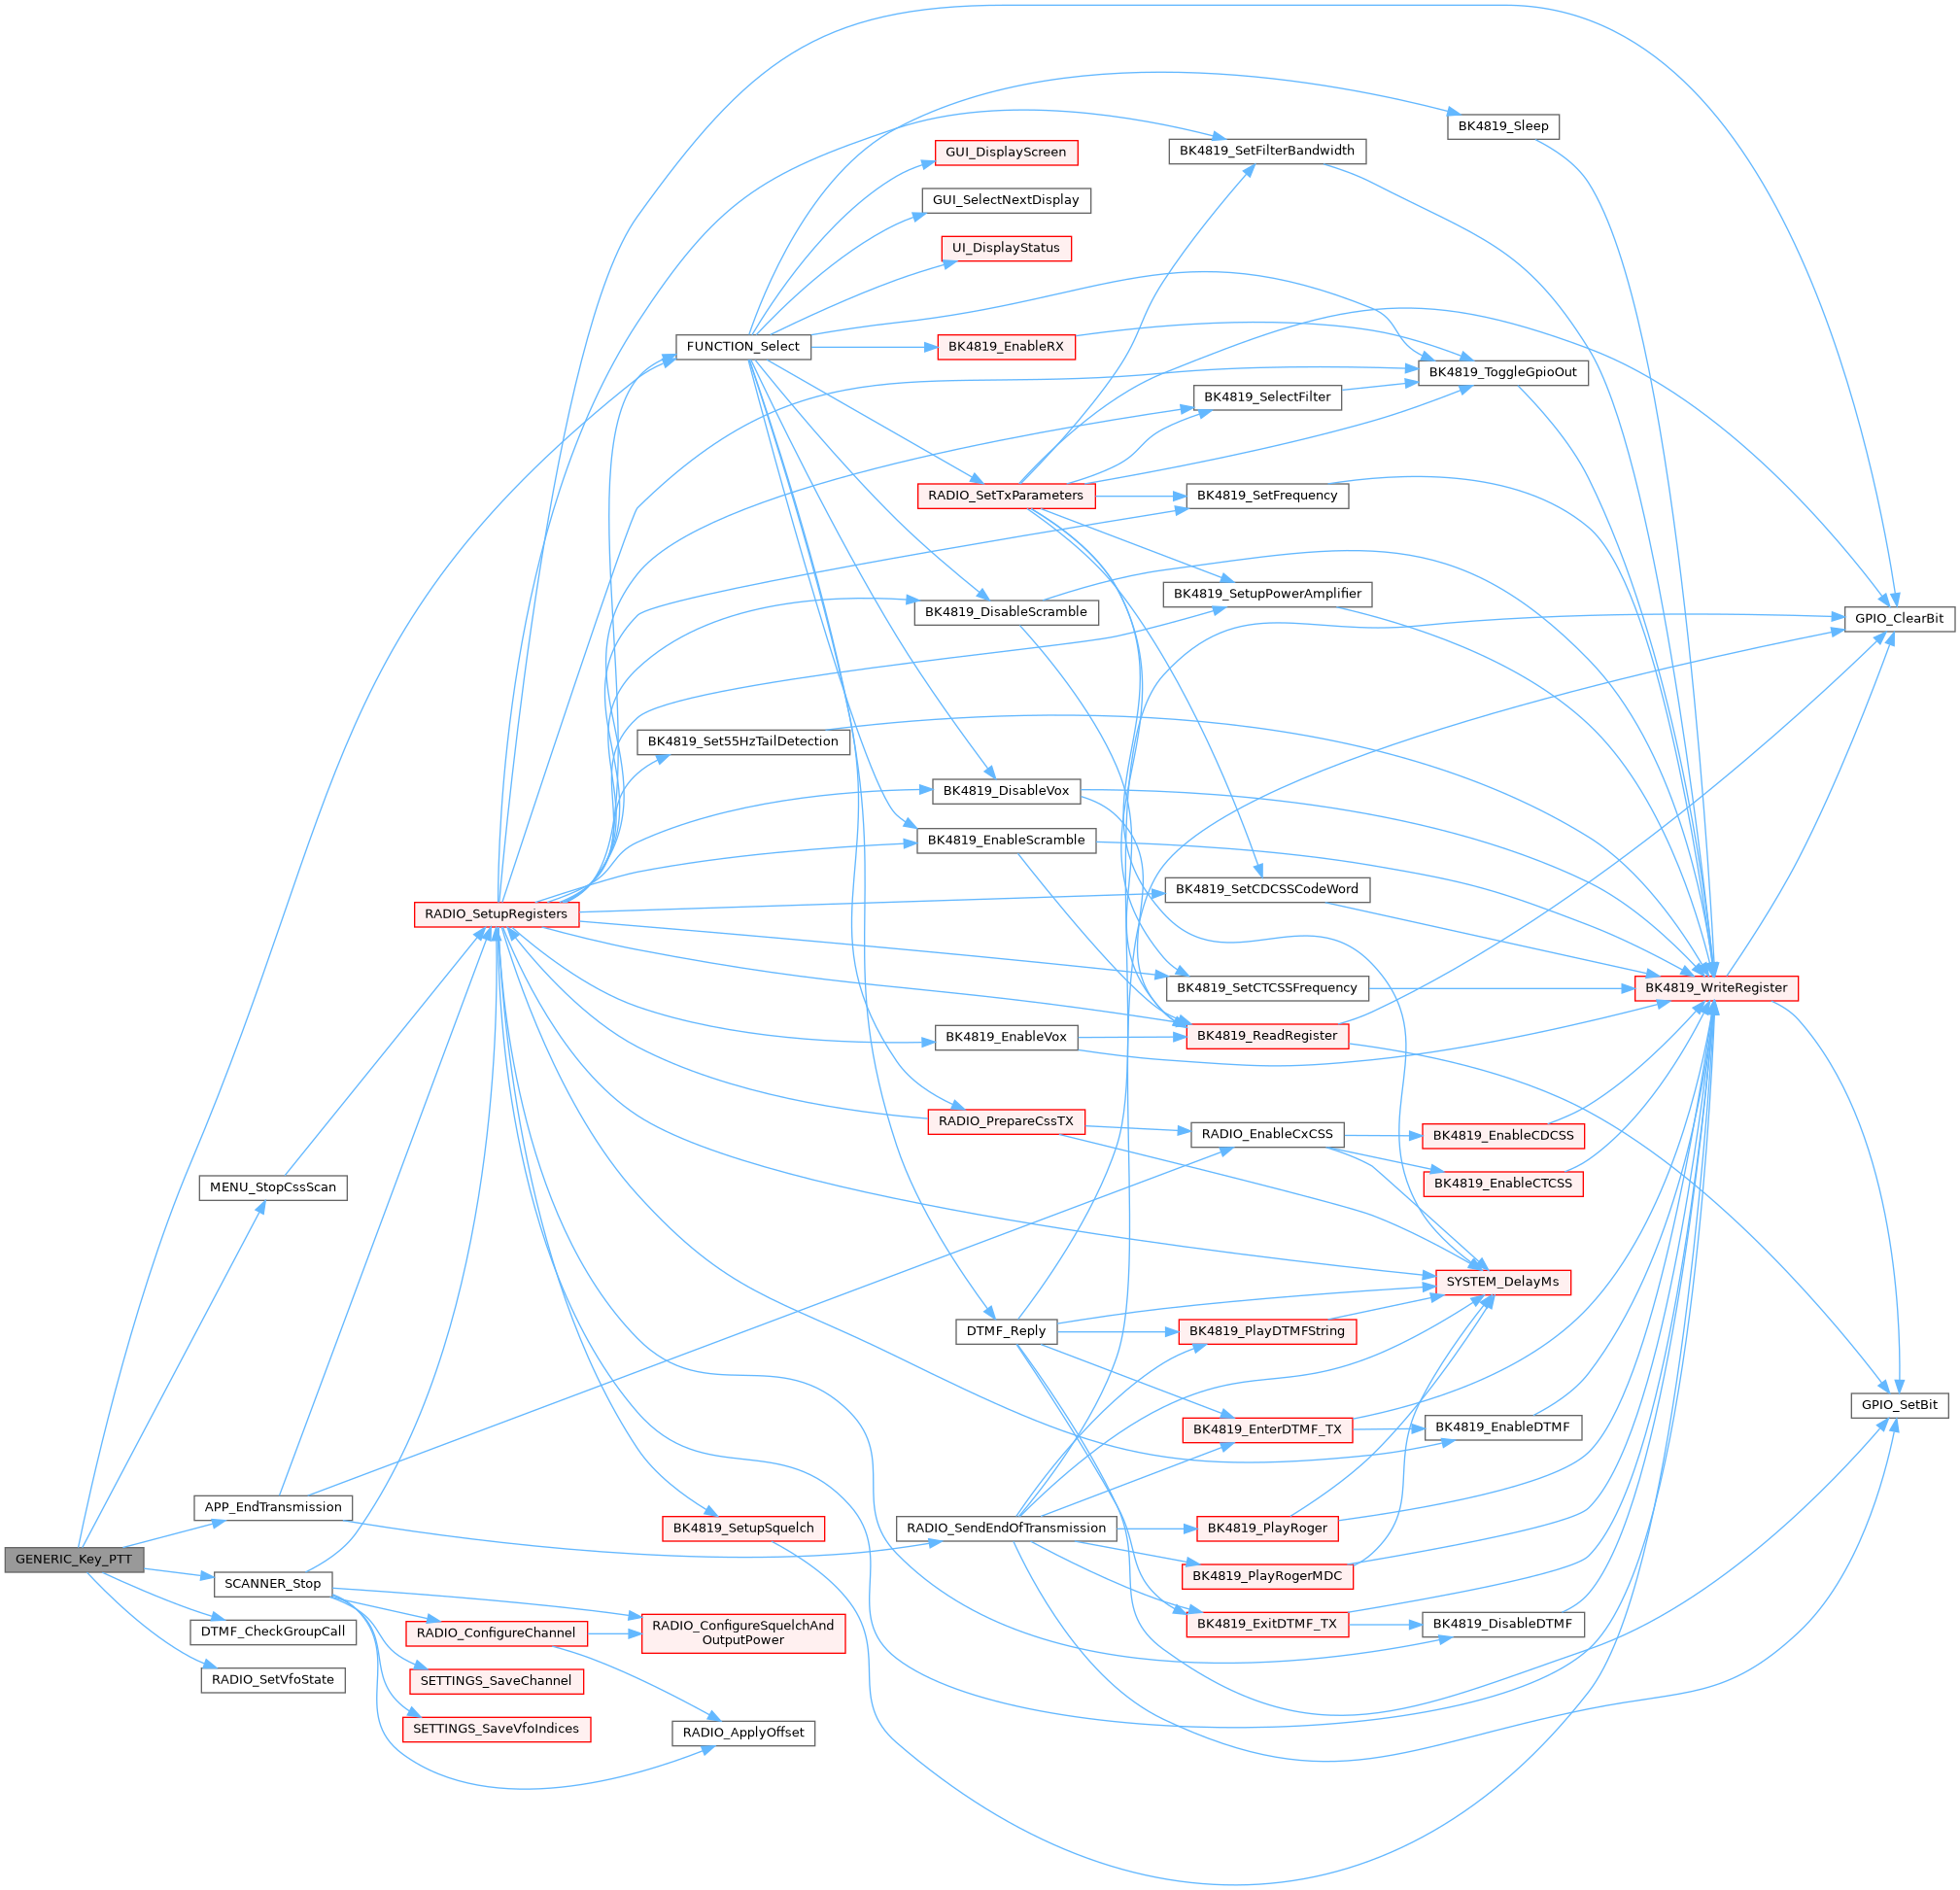 BK4819_Sleep
BK4819_SetFilterBandwidth
GUI_DisplayScreen
GUI_SelectNextDisplay
UI_DisplayStatus
FUNCTION_Select
BK4819_EnableRX
BK4819_ToggleGpioOut
BK4819_SelectFilter
RADIO_SetTxParameters
BK4819_SetFrequency
BK4819_SetupPowerAmplifier
BK4819_DisableScramble
GPIO_ClearBit
BK4819_Set55HzTailDetection
BK4819_DisableVox
BK4819_EnableScramble
BK4819_SetCDCSSCodeWord
RADIO_SetupRegisters
BK4819_SetCTCSSFrequency
BK4819_WriteRegister
BK4819_EnableVox
BK4819_ReadRegister
RADIO_PrepareCssTX
RADIO_EnableCxCSS
BK4819_EnableCDCSS
BK4819_EnableCTCSS
MENU_StopCssScan
SYSTEM_DelayMs
DTMF_Reply
BK4819_PlayDTMFString
GPIO_SetBit
BK4819_EnterDTMF_TX
BK4819_EnableDTMF
APP_EndTransmission
BK4819_SetupSquelch
RADIO_SendEndOfTransmission
BK4819_PlayRoger
GENERIC_Key_PTT
BK4819_PlayRogerMDC
SCANNER_Stop
BK4819_ExitDTMF_TX
BK4819_DisableDTMF
DTMF_CheckGroupCall
RADIO_ConfigureChannel
RADIO_ConfigureSquelchAnd
OutputPower
RADIO_SetVfoState
SETTINGS_SaveChannel
SETTINGS_SaveVfoIndices
RADIO_ApplyOffset